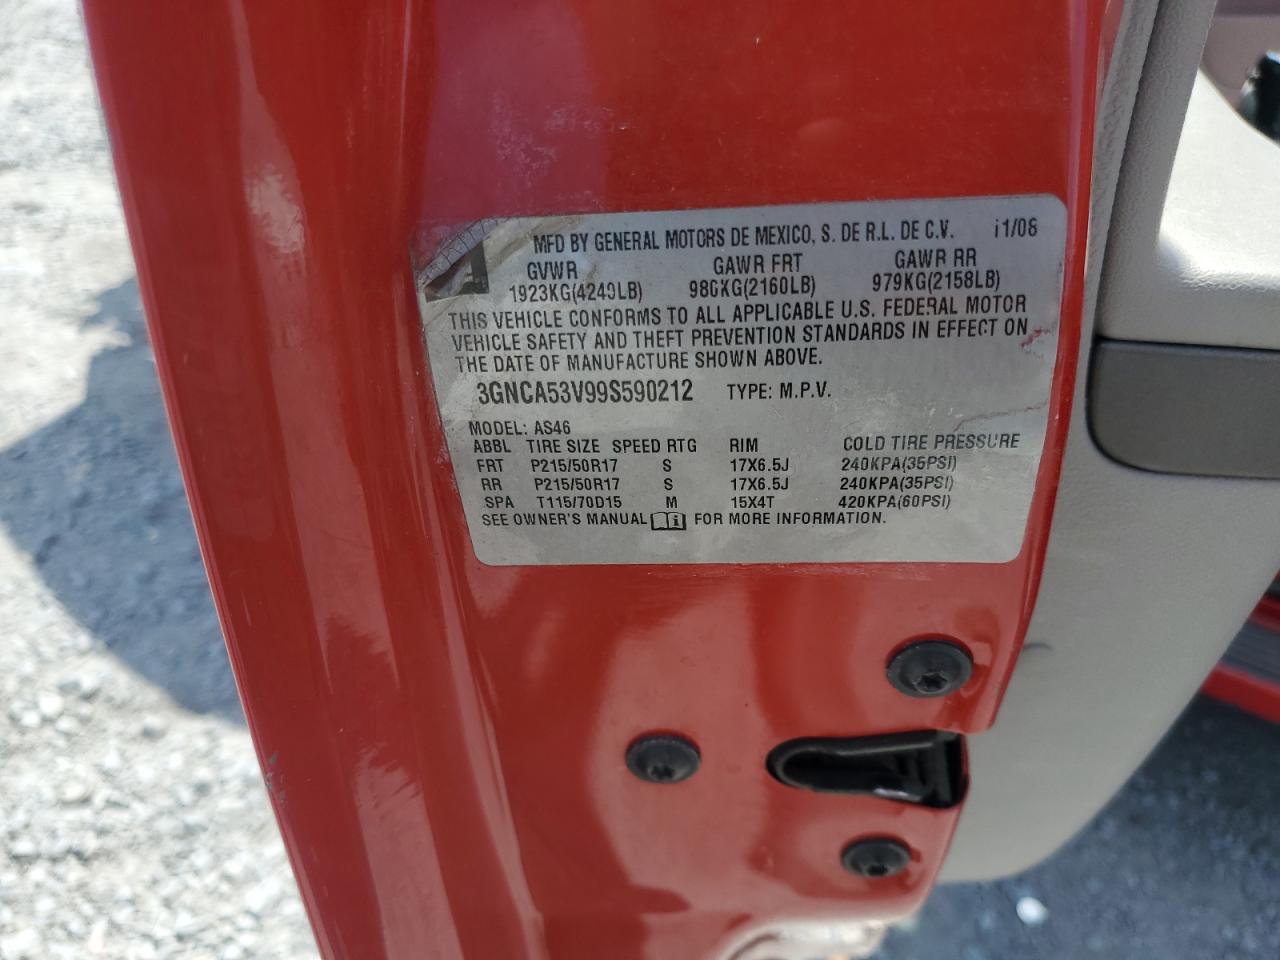 MFD BY GENERAL MOTORS DE MEXICO, S. DE R.L. DE C.V. 11/08
GVWR GAWR FRT GAWR RR
1923KG(4240LB) 980KG(2160LB) 979KG(2158LB)
THIS VEHICLE CONFORMS TO ALL APPLICABLE U.S. FEDERAL MOTOR
VEHICLE SAFETY AND THEFT PREVENTION STANDARDS IN EFFECT ON
THE DATE OF MANUFACTURE SHOWN ABOVE.
3GNCA53V99S590212 TYPE: M.P.V.
MODEL: AS46
ABBL TIRE SIZE SPEED RTG RIM COLD TIRE PRESSURE
FRT P215/50R17 S 17X6.5J 240KPA(35PSI)
RR P215/50R17 S 17X6.5J 240KPA(35PSI)
SPA T115/70D15 M 15X4T 420KPA(60PSI)
SEE OWNER'S MANUAL i FOR MORE INFORMATION.